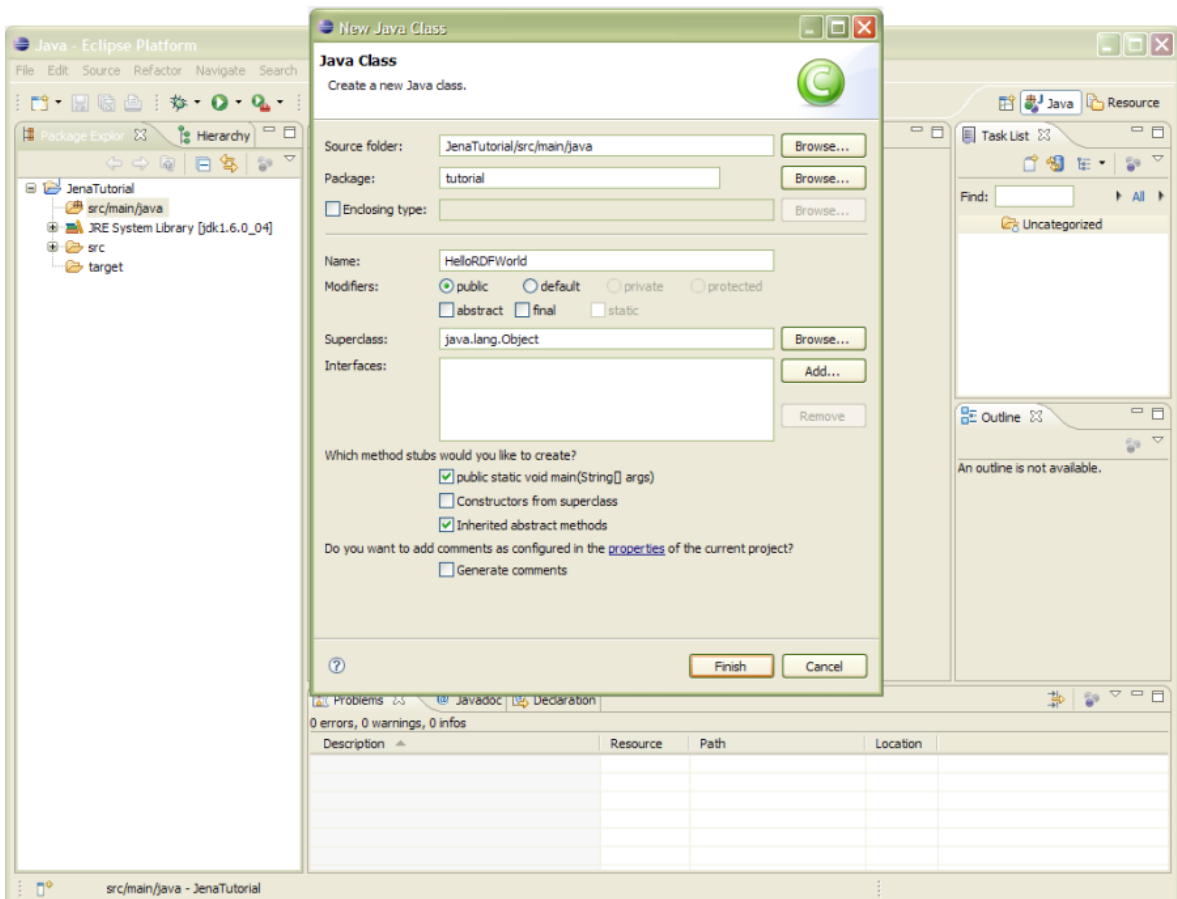 Java - Eclipse Platform
File Edit Source Refactor Navigate Search
Java Resource
Package Explor Hierarchy
JenaTutorial
src/main/java
JRE System Library [jdk1.6.0_04]
src
target
New Java Class
Java Class
Create a new Java class.
Source folder: JenaTutorial/src/main/java Browse...
Package: tutorial Browse...
Enclosing type: Browse...
Name: HelloRDFWorld
Modifiers: public default private protected
abstract final static
Superclass: java.lang.Object Browse...
Interfaces: Add...
Remove
Which method stubs would you like to create?
public static void main(String[] args)
Constructors from superclass
Inherited abstract methods
Do you want to add comments as configured in the properties of the current project?
Generate comments
Finish Cancel
Task List
Find: All
Uncategorized
Outline
An outline is not available.
Problems Javadoc Declaration
0 errors, 0 warnings, 0 infos
Description Resource Path Location
src/main/java - JenaTutorial